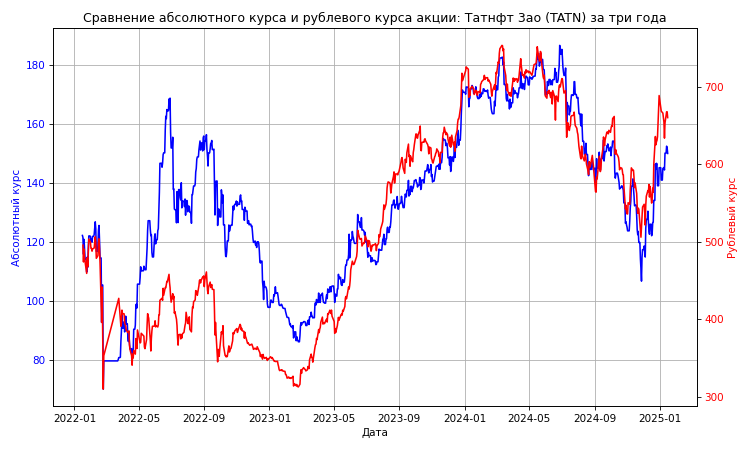 Сравнение абсолютного курса и рублевого курса акции: Татнфт 3ао (TATN) за три года
Абсолютный курс
180
160
140
120
100
80
700
600
500
400
300
Рублевый курс
2022-01 2022-05 2022-09 2023-01 2023-05 2023-09 2024-01 2024-05 2024-09 2025-01
Дата